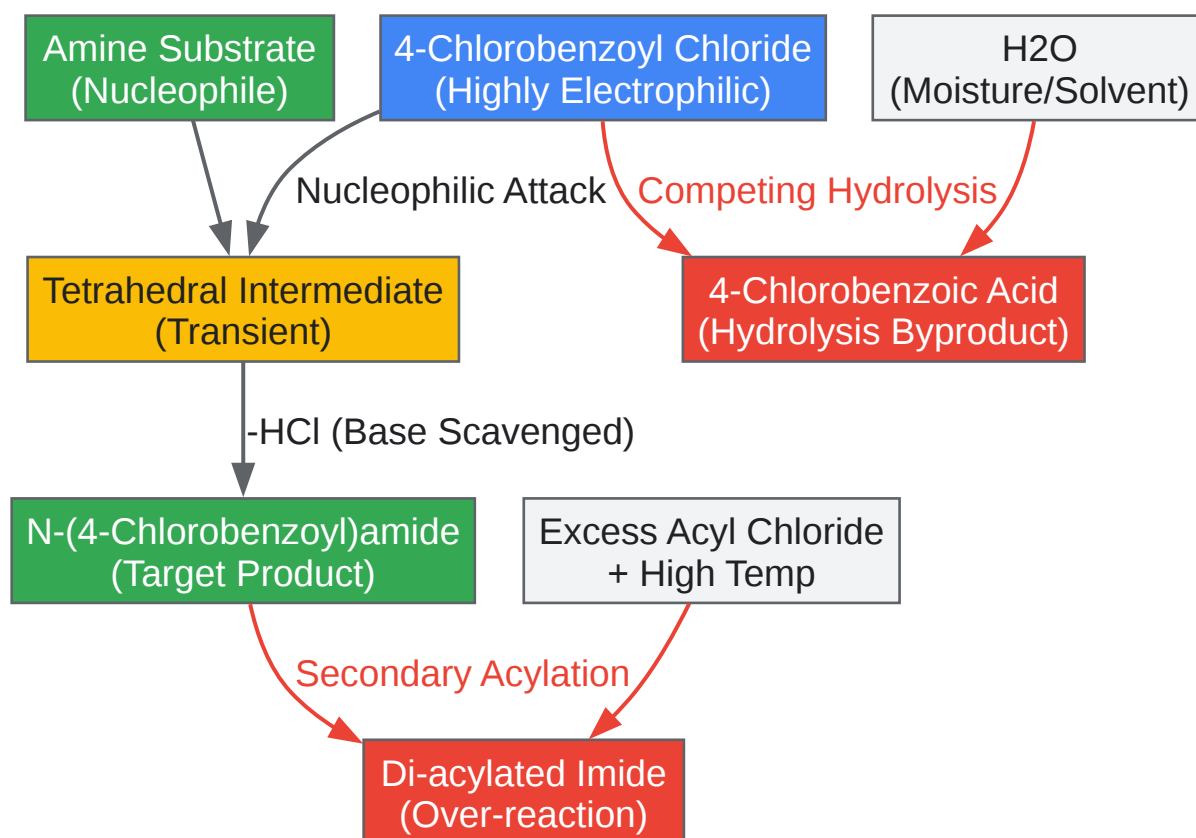 Amine Substrate
(Nucleophile)
4-Chlorobenzoyl Chloride
(Highly Electrophilic)
H2O
(Moisture/Solvent)
Nucleophilic Attack
Competing Hydrolysis
Tetrahedral Intermediate
(Transient)
4-Chlorobenzoic Acid
(Hydrolysis Byproduct)
-HCl (Base Scavenged)
N-(4-Chlorobenzoyl)amide
(Target Product)
Excess Acyl Chloride
+ High Temp
Secondary Acylation
Di-acylated Imide
(Over-reaction)